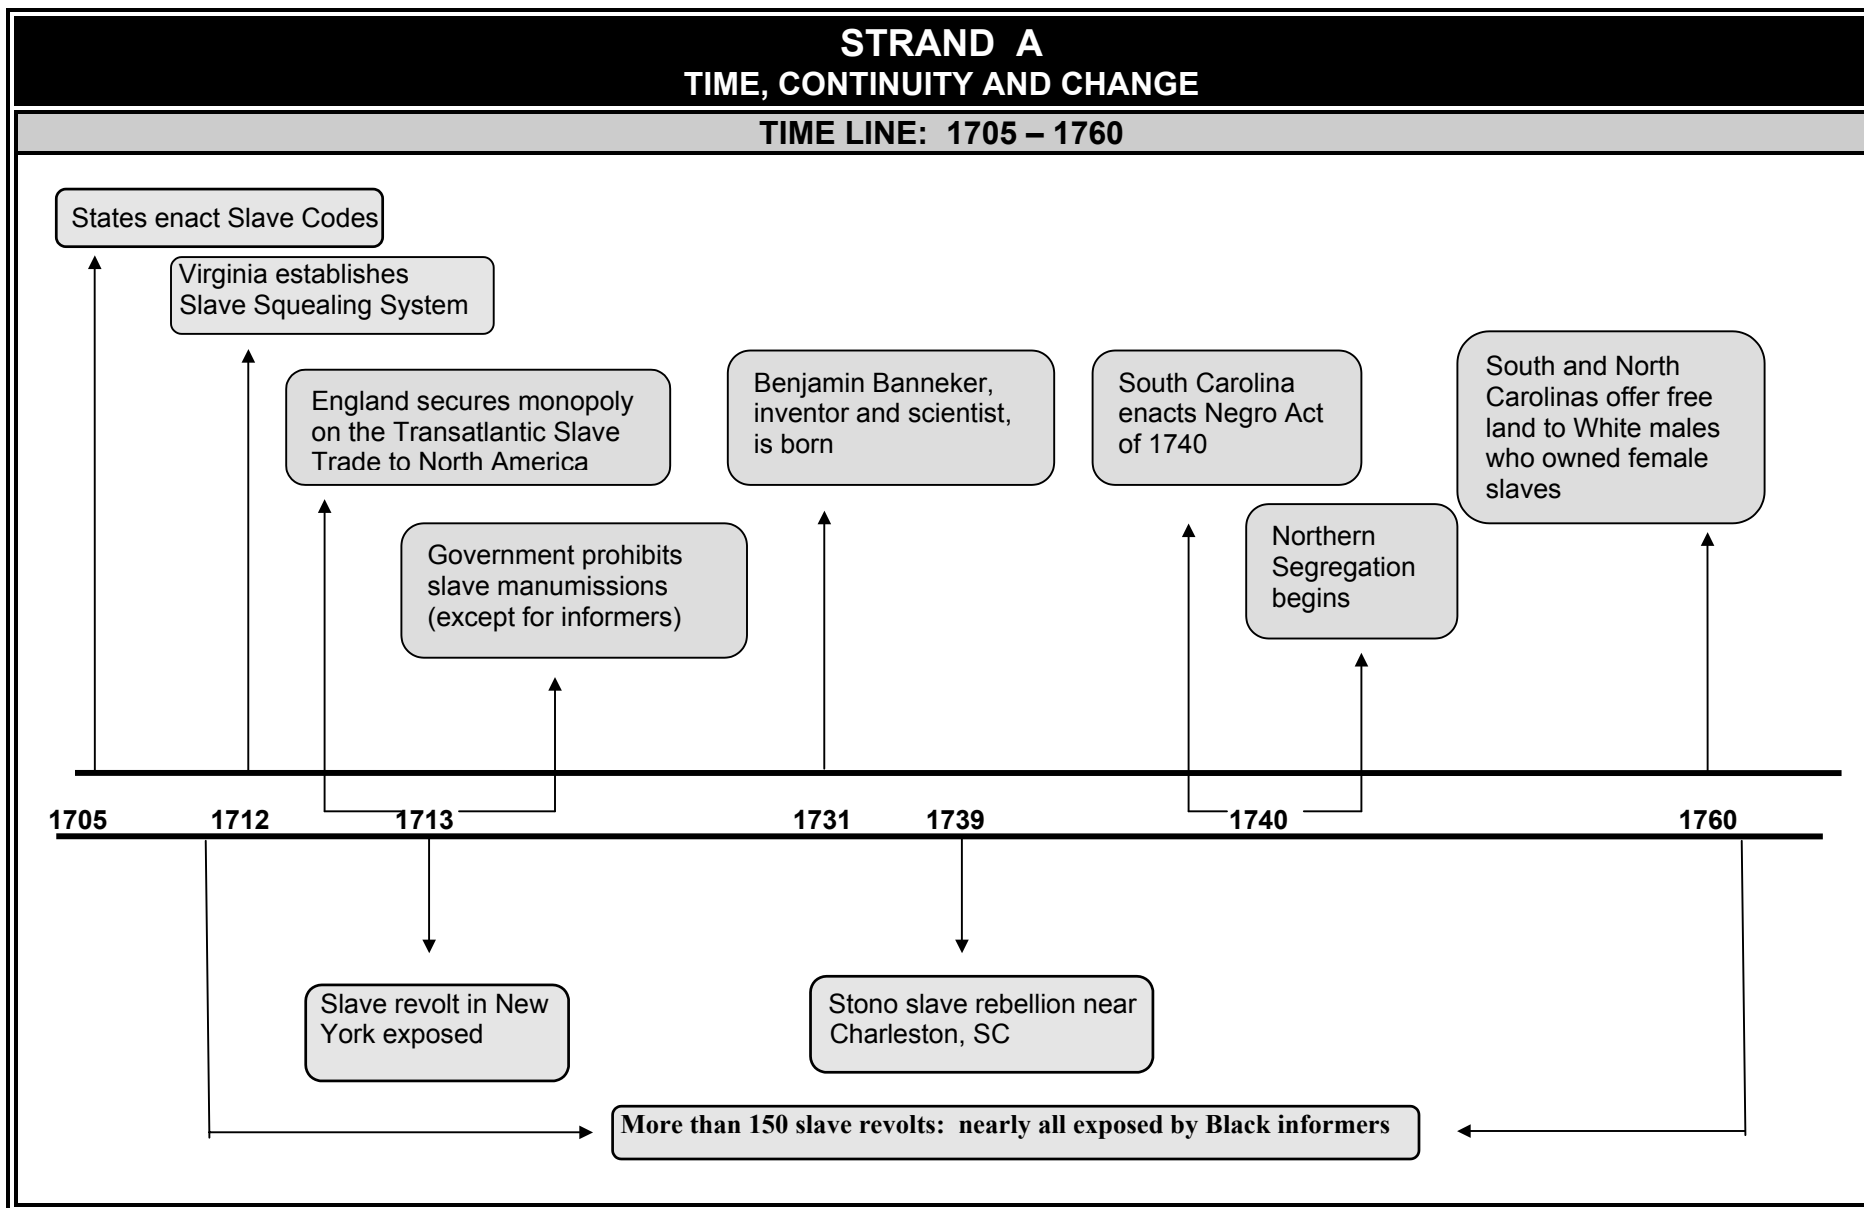 STRAND A
TIME, CONTINUITY AND CHANGE
TIME LINE: 1705 – 1760
States enact Slave Codes
Virginia establishes
Slave Squealing System
England secures monopoly
on the Transatlantic Slave
Trade to North America
Government prohibits
slave manumissions
(except for informers)
Benjamin Banneker,
inventor and scientist,
is born
South Carolina
enacts Negro Act
of 1740
Northern
Segregation
begins
South and North
Carolinas offer free
land to White males
who owned female
slaves
1705 1712 1713 1731 1739 1740 1760
Slave revolt in New
York exposed
Stono slave rebellion near
Charleston, SC
More than 150 slave revolts: nearly all exposed by Black informers